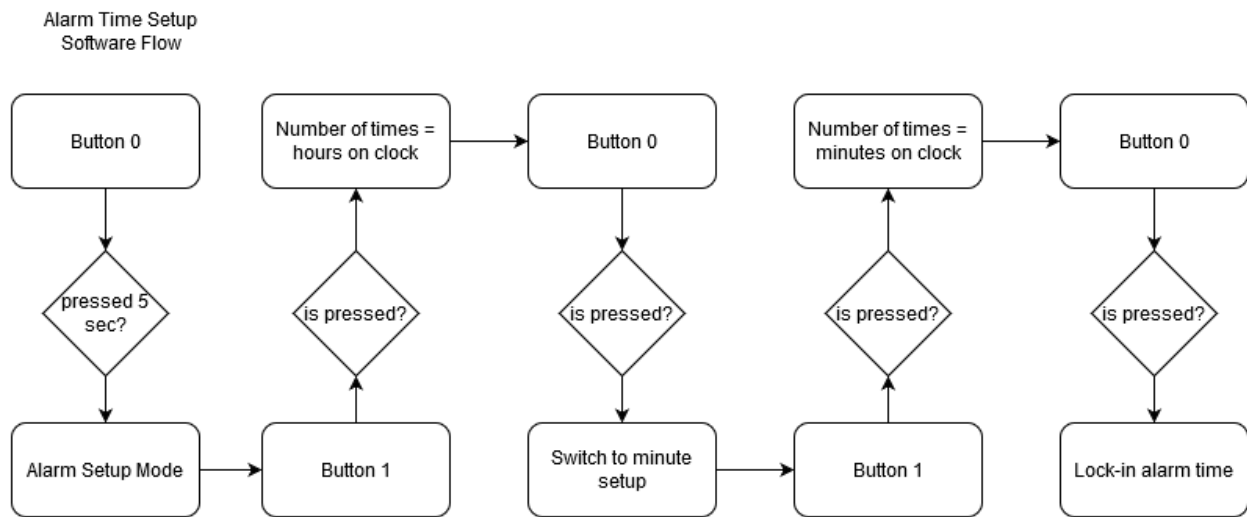 Alarm Time Setup
Software Flow
Button 0
pressed 5
sec?
Alarm Setup Mode
Button 1
is pressed?
Number of times =
hours on clock
Button 0
is pressed?
Switch to minute
setup
Button 1
is pressed?
Number of times =
minutes on clock
Button 0
is pressed?
Lock-in alarm time